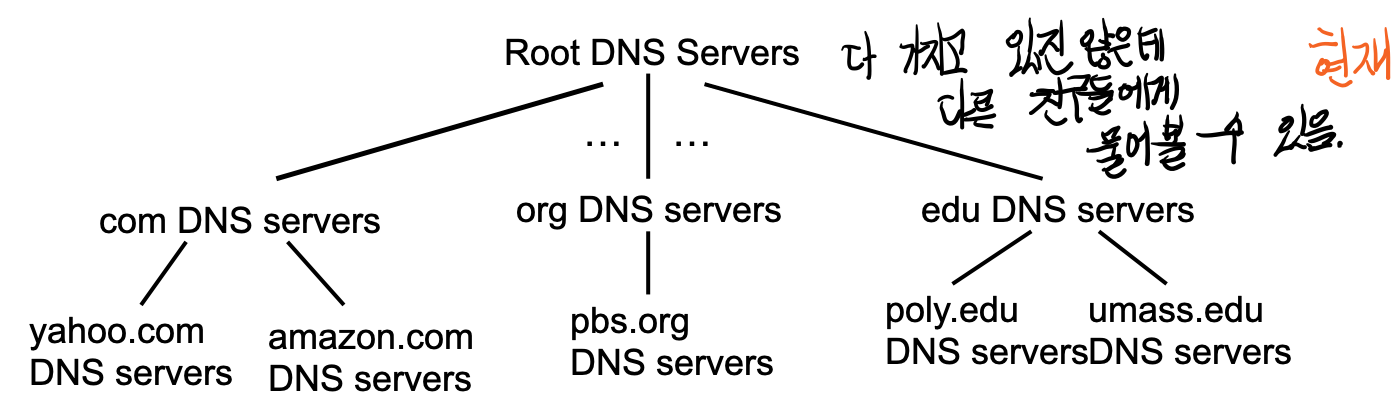 Root DNS Servers
다 가지고 있진 않은데
현재
다른 친구들에게
물어볼 수 있음.
… …
com DNS servers
org DNS servers
edu DNS servers
yahoo.com
DNS servers
amazon.com
DNS servers
pbs.org
DNS servers
poly.edu
DNS servers
umass.edu
DNS servers